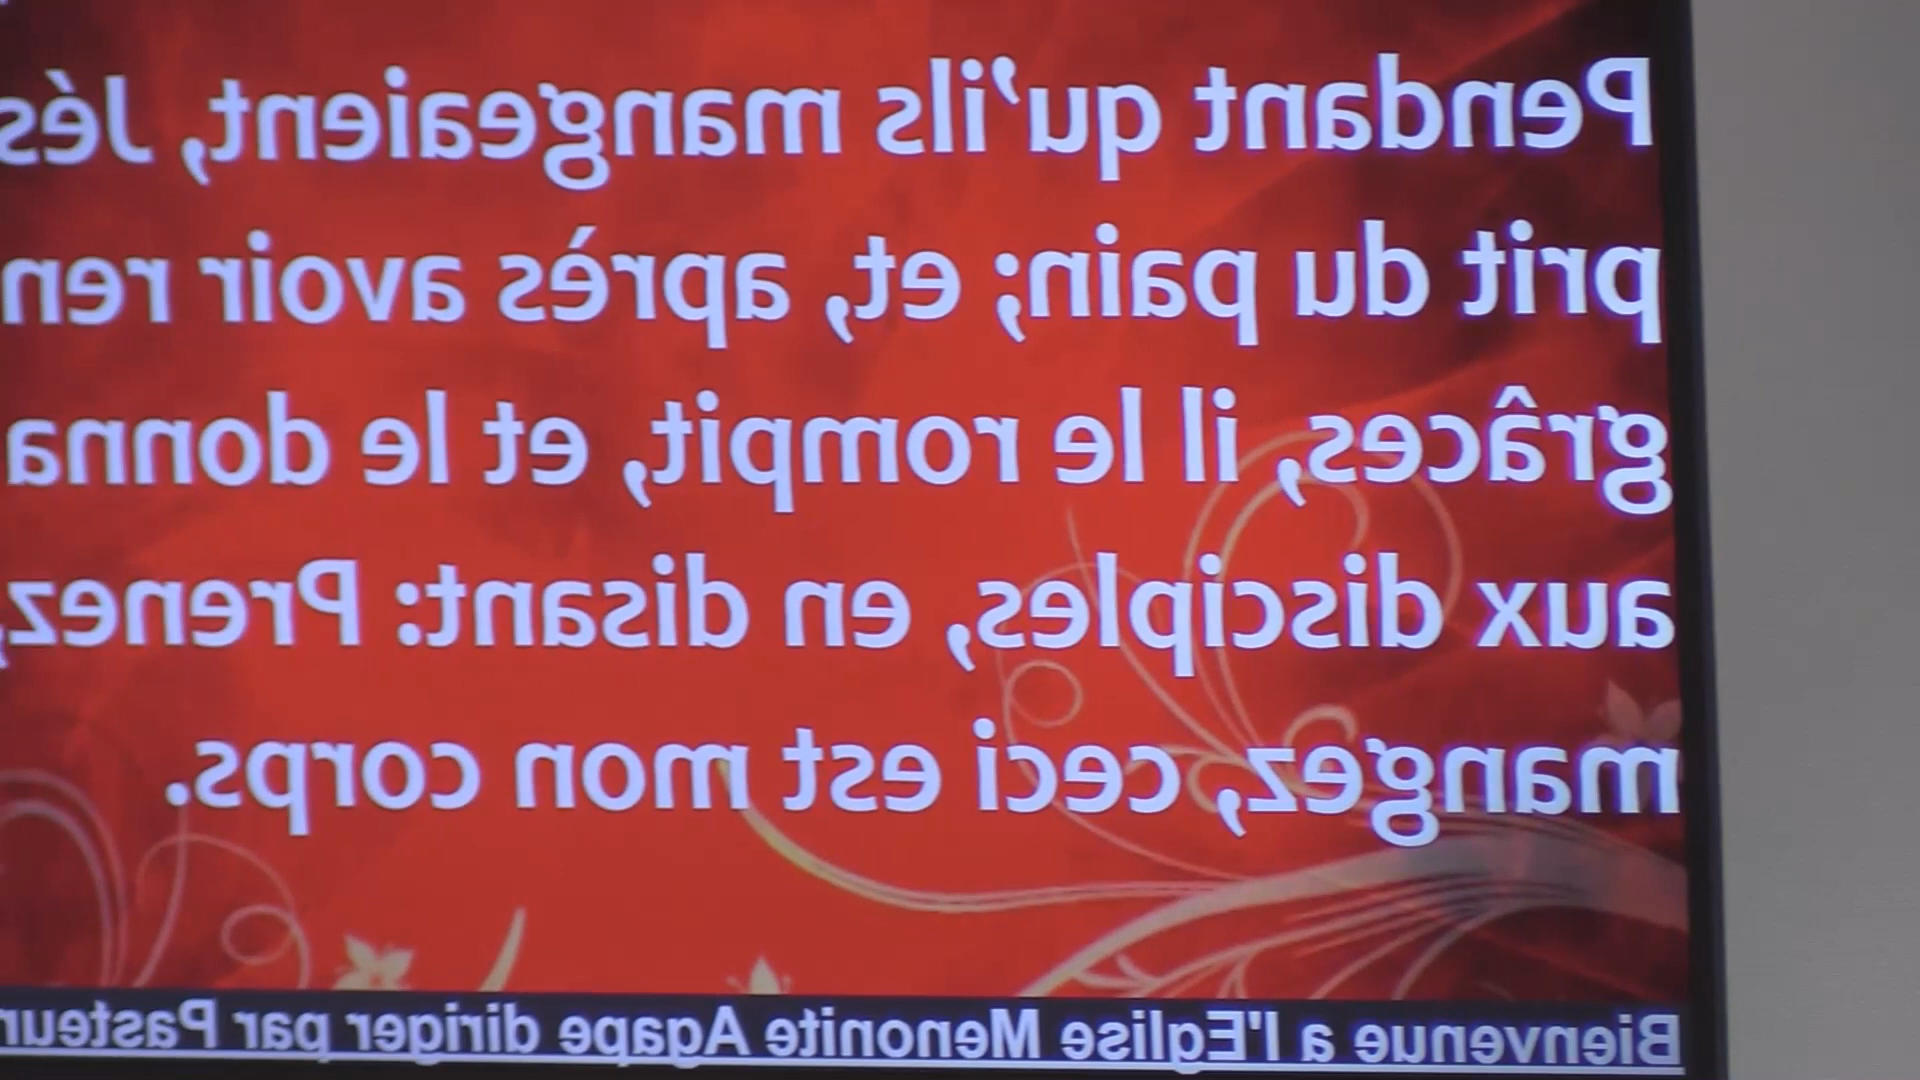 Pendant qu'ils mangeaient, Jés
prit du pain; et, après avoir ren
grâces, il le rompit, et le donna
aux disciples, en disant: Prenez,
mangez, ceci est mon corps.
Bienvenue a l'Eglise Menonite Agape diriger par Pasteur